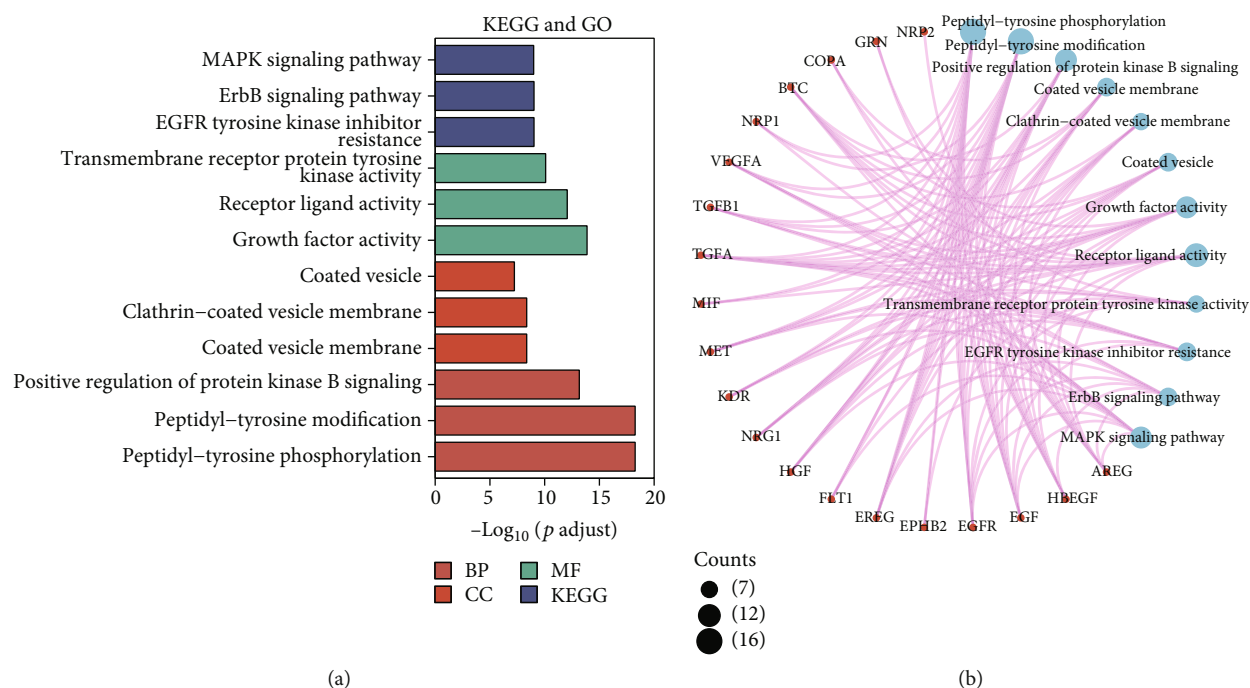 KEGG and GO
MAPK signaling pathway
ErbB signaling pathway
EGFR tyrosine kinase inhibitor
resistance
Transmembrane receptor protein tyrosine
kinase activity
Receptor ligand activity
Growth factor activity
Coated vesicle
Clathrin−coated vesicle membrane
Coated vesicle membrane
Positive regulation of protein kinase B signaling
Peptidyl−tyrosine modification
Peptidyl−tyrosine phosphorylation
0 5 10 15 20
−Log10 (p adjust)
BP MF
CC KEGG
(a)
Peptidyl−tyrosine phosphorylation
Peptidyl−tyrosine modification
Positive regulation of protein kinase B signaling
Coated vesicle membrane
Clathrin−coated vesicle membrane
Coated vesicle
Growth factor activity
Receptor ligand activity
Transmembrane receptor protein tyrosine kinase activity
EGFR tyrosine kinase inhibitor resistance
ErbB signaling pathway
MAPK signaling pathway
AREG
HBEGF
EGF
EGFR
EPHB2
EREG
FLT1
HGF
NRG1
KDR
MET
MIF
TGFA
TGFB1
VEGFA
NRP1
BTC
COPA
GRN
NRP2
Counts
(7)
(12)
(16)
(b)